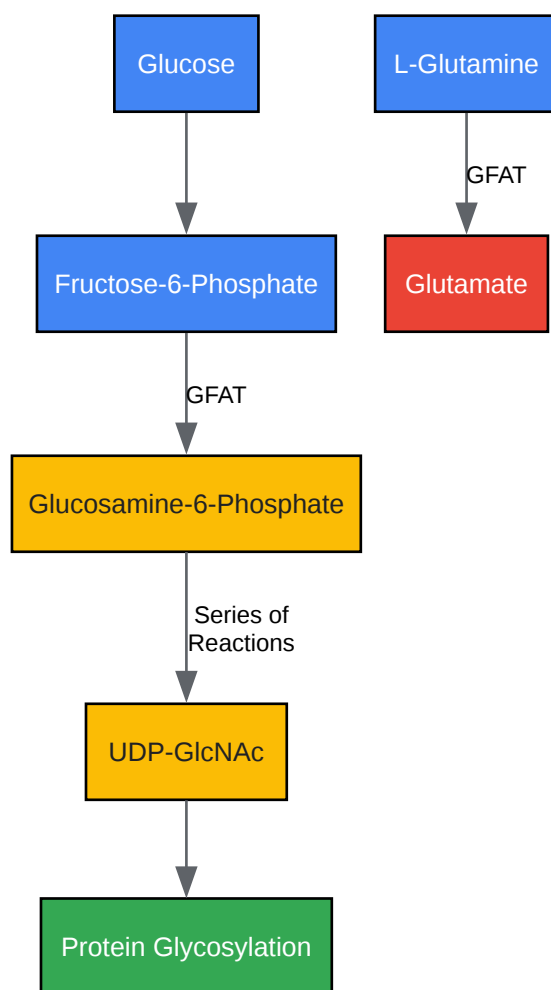 Glucose
L-Glutamine
GFAT
Fructose-6-Phosphate
Glutamate
GFAT
Glucosamine-6-Phosphate
Series of
Reactions
UDP-GlcNAc
Protein Glycosylation